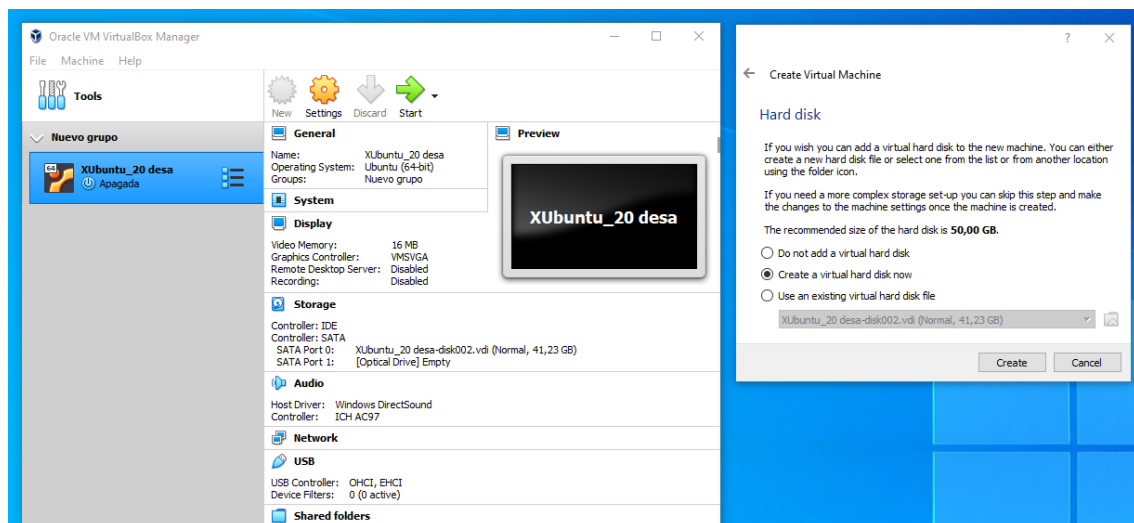 Oracle VM VirtualBox Manager
File Machine Help
Tools
New Settings Discard Start
Nuevo grupo
64
XUbuntu_20 desa
Apagada
General
Name: XUbuntu_20 desa
Operating System: Ubuntu (64-bit)
Groups: Nuevo grupo
System
Display
Video Memory: 16 MB
Graphics Controller: VMSVGA
Remote Desktop Server: Disabled
Recording: Disabled
Storage
Controller: IDE
Controller: SATA
SATA Port 0: XUbuntu_20 desa-disk002.vdi (Normal, 41,23 GB)
SATA Port 1: [Optical Drive] Empty
Audio
Host Driver: Windows DirectSound
Controller: ICH AC97
Network
USB
USB Controller: OHCI, EHCI
Device Filters: 0 (0 active)
Shared folders
Preview
XUbuntu_20 desa
?
Create Virtual Machine
Hard disk
If you wish you can add a virtual hard disk to the new machine. You can either
create a new hard disk file or select one from the list or from another location
using the folder icon.
If you need a more complex storage set-up you can skip this step and make
the changes to the machine settings once the machine is created.
The recommended size of the hard disk is 50,00 GB.
Do not add a virtual hard disk
Create a virtual hard disk now
Use an existing virtual hard disk file
XUbuntu_20 desa-disk002.vdi (Normal, 41,23 GB)
Create Cancel